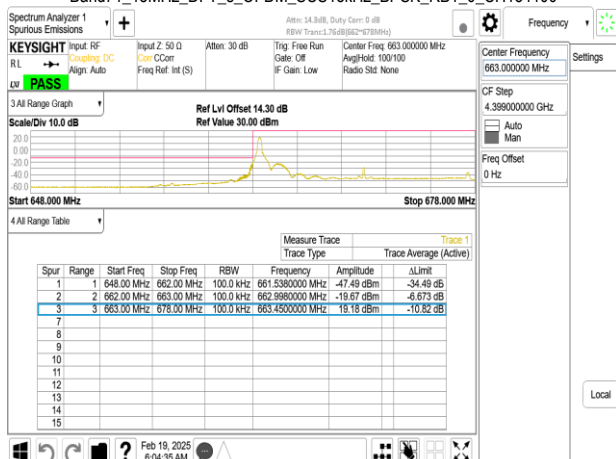 Spectrum Analyzer 1
Spurious Emissions
Attn: 14.3dB, Duty Cerr: 0 dB
RBW Trans:1.76dB(662~678MHz)
Frequency
KEYSIGHT
Input: RF
Input Z: 50 Ω
Atten: 30 dB
Trig: Free Run
Center Freq: 663.000000 MHz
Coupling: DC
Corr CCorr
Gate: Off
Avg|Hold: 100/100
RL
Align: Auto
Freq Ref: Int (S)
IF Gain: Low
Radio Std: None
PASS
Center Frequency
663.000000 MHz
Settings
CF Step
4.399000000 GHz
Auto
Man
Freq Offset
0 Hz
3 All Range Graph
Ref Lvl Offset 14.30 dB
Scale/Div 10.0 dB
Ref Value 30.00 dBm
20.0
0.00
-20.0
-40.0
-60.0
Start 648.000 MHz
Stop 678.000 MHz
4 All Range Table
Measure Trace Trace 1
Trace Type Trace Average (Active)
Spur Range Start Freq Stop Freq RBW Frequency Amplitude ΔLimit
1 1 648.00 MHz 662.00 MHz 100.0 kHz 661.5380000 MHz -47.49 dBm -34.49 dB
2 2 662.00 MHz 663.00 MHz 100.0 kHz 662.9980000 MHz -19.67 dBm -6.673 dB
3 3 663.00 MHz 678.00 MHz 100.0 kHz 663.4500000 MHz 19.18 dBm -10.82 dB
7
8
9
10
11
12
13
14
15
Local
Feb 19, 2025
6:04:35 AM